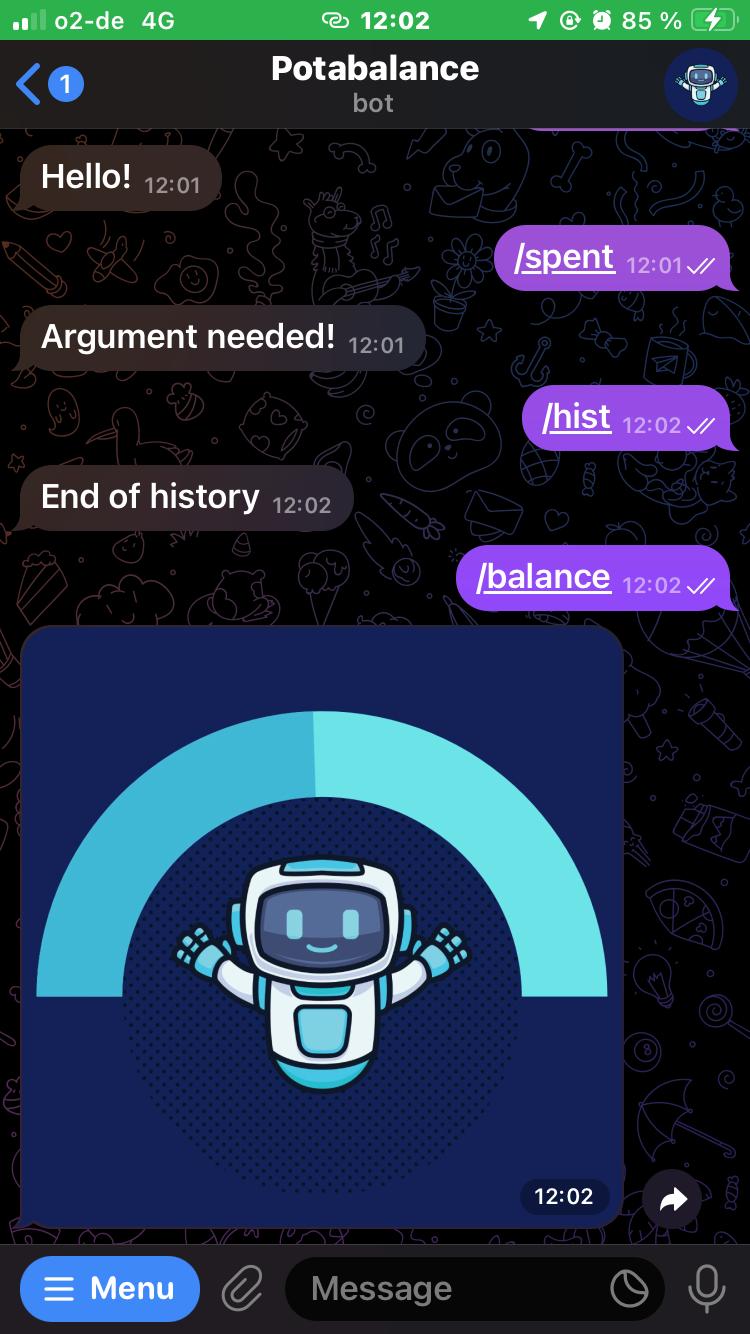 o2-de 4G 12:02 85 %
1
Potabalance
bot
Hello! 12:01
/spent 12:01
Argument needed! 12:01
/hist 12:02
End of history 12:02
/balance 12:02
12:02
Menu Message